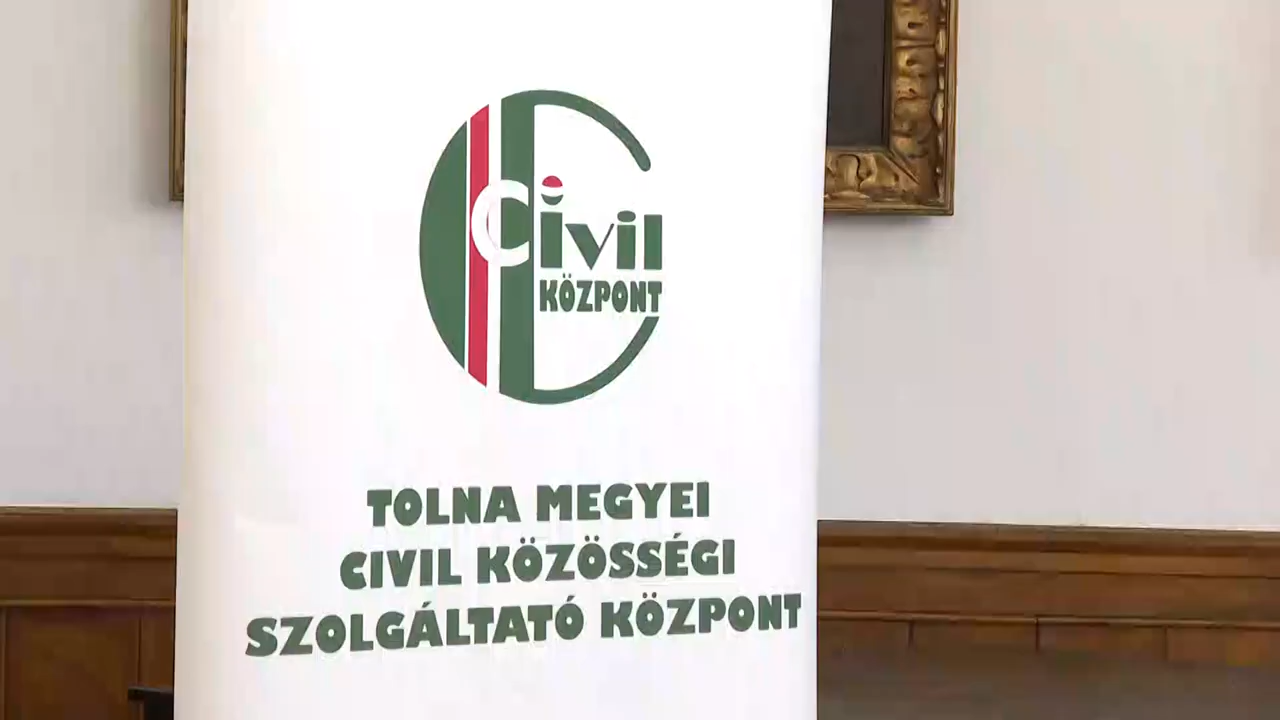 Civil
KÖZPONT
TOLNA MEGYEI
CIVIL KÖZÖSSÉGI
SZOLGÁLTATÓ KÖZPONT